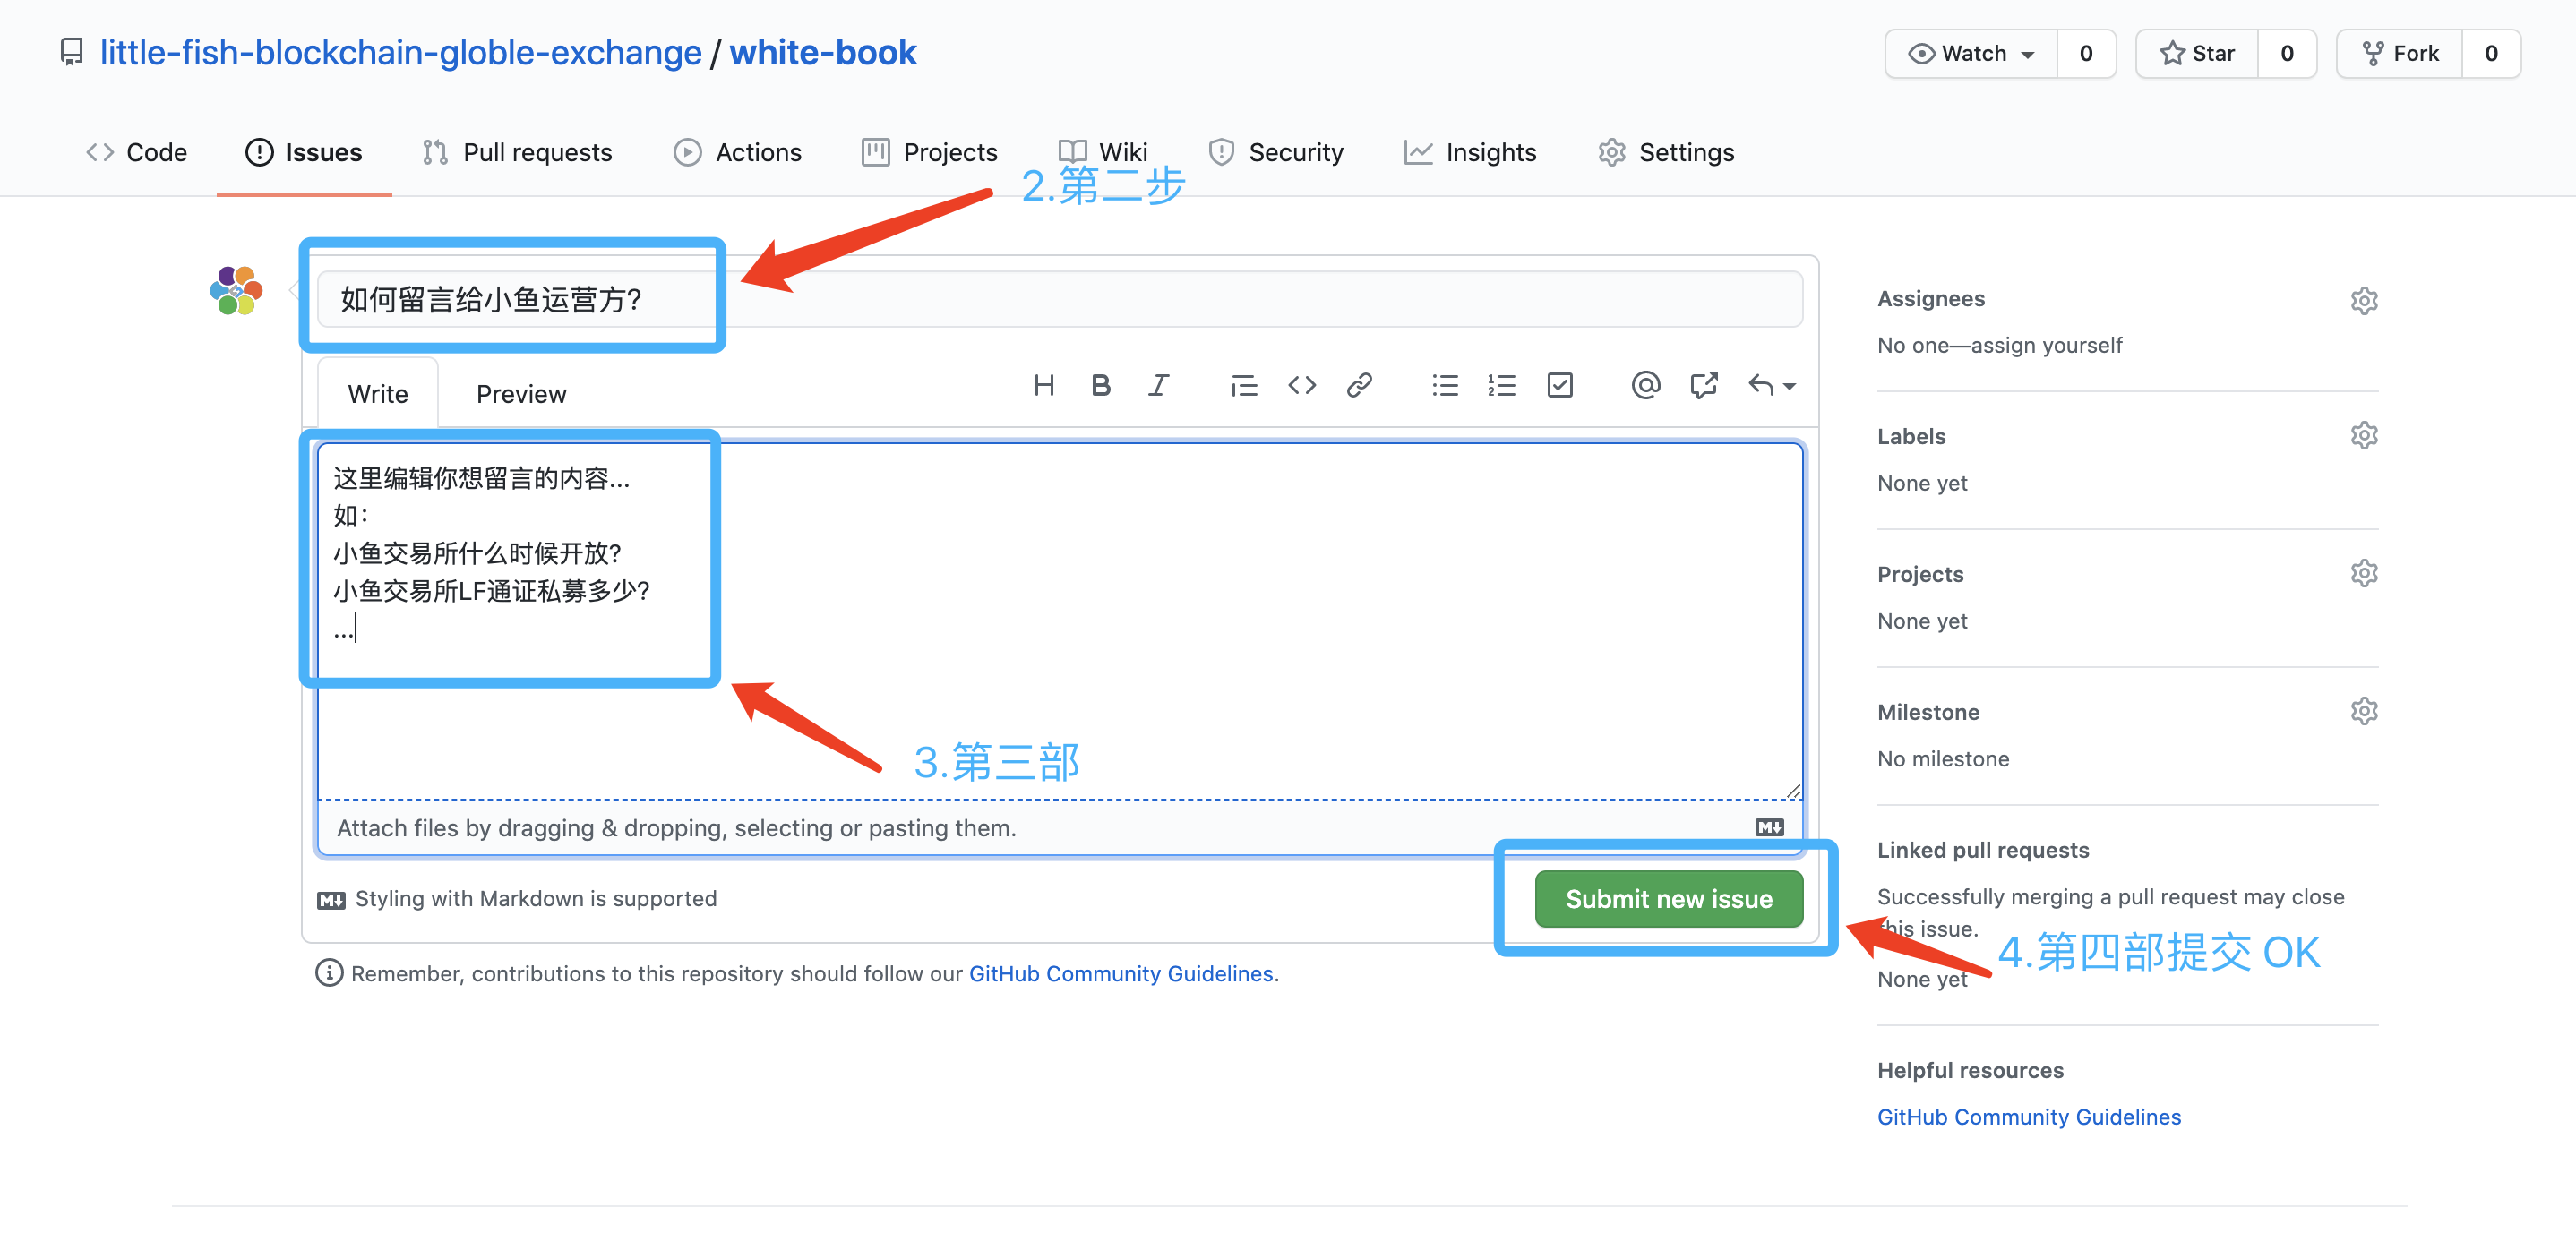 little-fish-blockchain-globle-exchange / white-book
Watch 0 Star 0 Fork 0
Code Issues Pull requests Actions Projects Wiki Security Insights Settings
2.第二步
如何留言给小鱼运营方?
Write Preview
这里编辑你想留言的内容...
如:
小鱼交易所什么时候开放?
小鱼交易所LF通证私募多少?
...
3.第三部
Attach files by dragging & dropping, selecting or pasting them.
Styling with Markdown is supported
Submit new issue
Remember, contributions to this repository should follow our GitHub Community Guidelines.
Assignees
No one—assign yourself
Labels
None yet
Projects
None yet
Milestone
No milestone
Linked pull requests
Successfully merging a pull request may close
this issue.
4.第四部提交 OK
None yet
Helpful resources
GitHub Community Guidelines